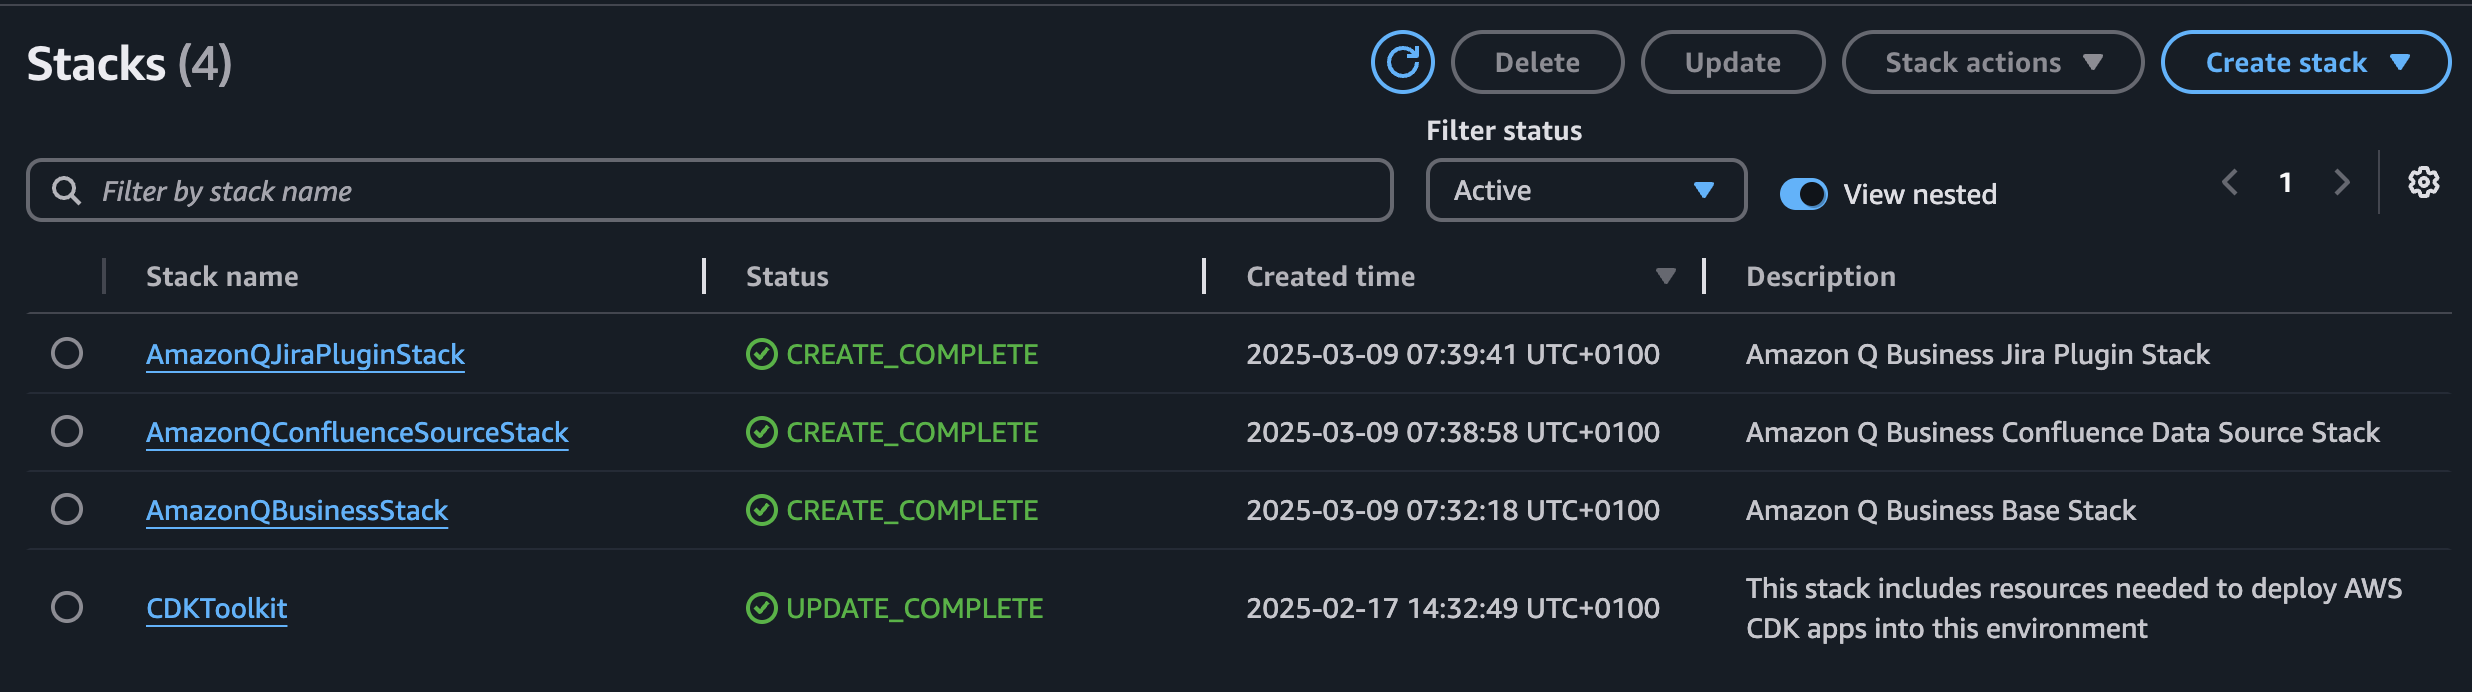 Stacks (4)
Delete
Update
Stack actions
Create stack
Filter by stack name
Filter status
Active
View nested
1
Stack name Status Created time Description
AmazonQJiraPluginStack CREATE_COMPLETE 2025-03-09 07:39:41 UTC+0100 Amazon Q Business Jira Plugin Stack
AmazonQConfluenceSourceStack CREATE_COMPLETE 2025-03-09 07:38:58 UTC+0100 Amazon Q Business Confluence Data Source Stack
AmazonQBusinessStack CREATE_COMPLETE 2025-03-09 07:32:18 UTC+0100 Amazon Q Business Base Stack
CDKToolkit UPDATE_COMPLETE 2025-02-17 14:32:49 UTC+0100 This stack includes resources needed to deploy AWS
CDK apps into this environment